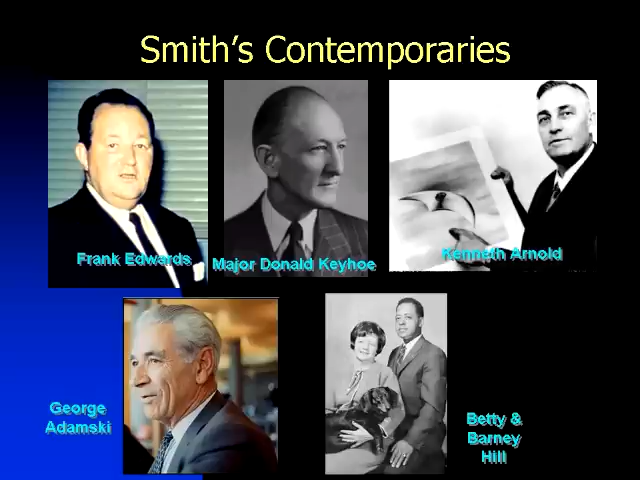 Smith's Contemporaries
Frank Edwards
Major Donald Keyhoe
Kenneth Arnold
George
Adamski
Betty &
Barney
Hill